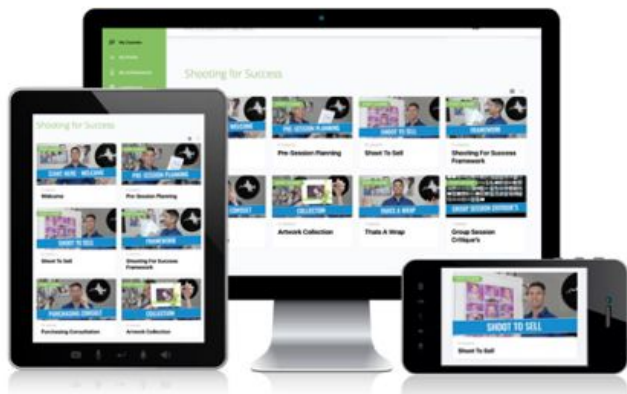 My Courses
Shooting for Success
WELCOME
PRE-SESSION PLANNING
SHOOT TO SELL
FRAMEWORK
Pre-Session Planning
Shoot To Sell
Shooting For Success
Framework
CONSULT
COLLECTION
THATS A WRAP
GROUP SESSION CRITIQUE'S
Artwork Collection
Thats A Wrap
Group Session
Critique's
Shooting for Success
START HERE - WELCOME
PRE-SESSION PLANNING
Welcome
Pre-Session Planning
SHOOT TO SELL
FRAMEWORK
Shoot To Sell
Shooting For Success
Framework
PURCHASING CONSULT
COLLECTION
Purchasing Consultation
Artwork Collection
SHOOT TO SELL
Shoot To Sell